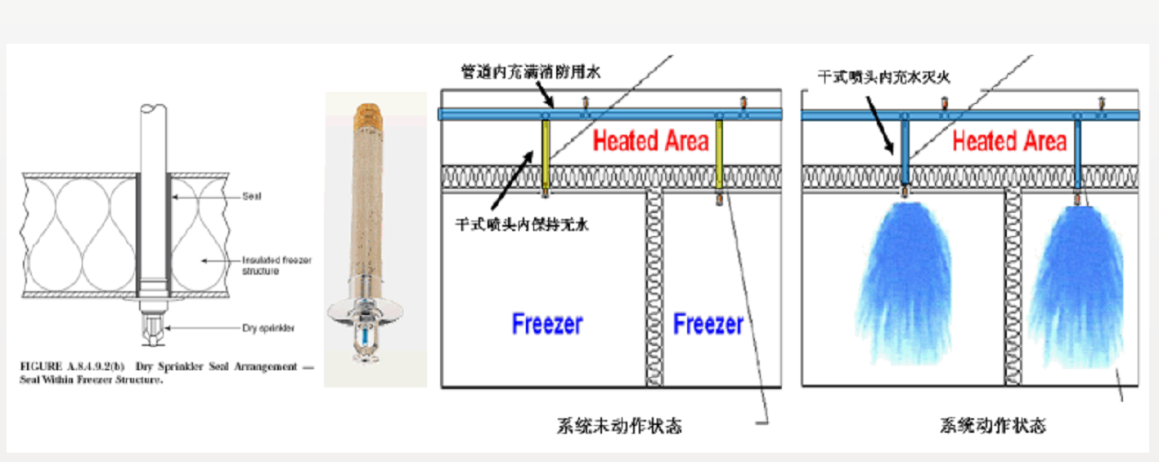 Seal
Insulated freezer
structure
Dry sprinkler
FIGURE A.8.4.9.2(b) Dry Sprinkler Seal Arrangement —
Seal Within Freezer Structure.
管道内充满消防用水
Heated Area
干式喷头内保持无水
Freezer
Freezer
系统未动作状态
干式喷头内充水灭火
Heated Area
系统动作状态